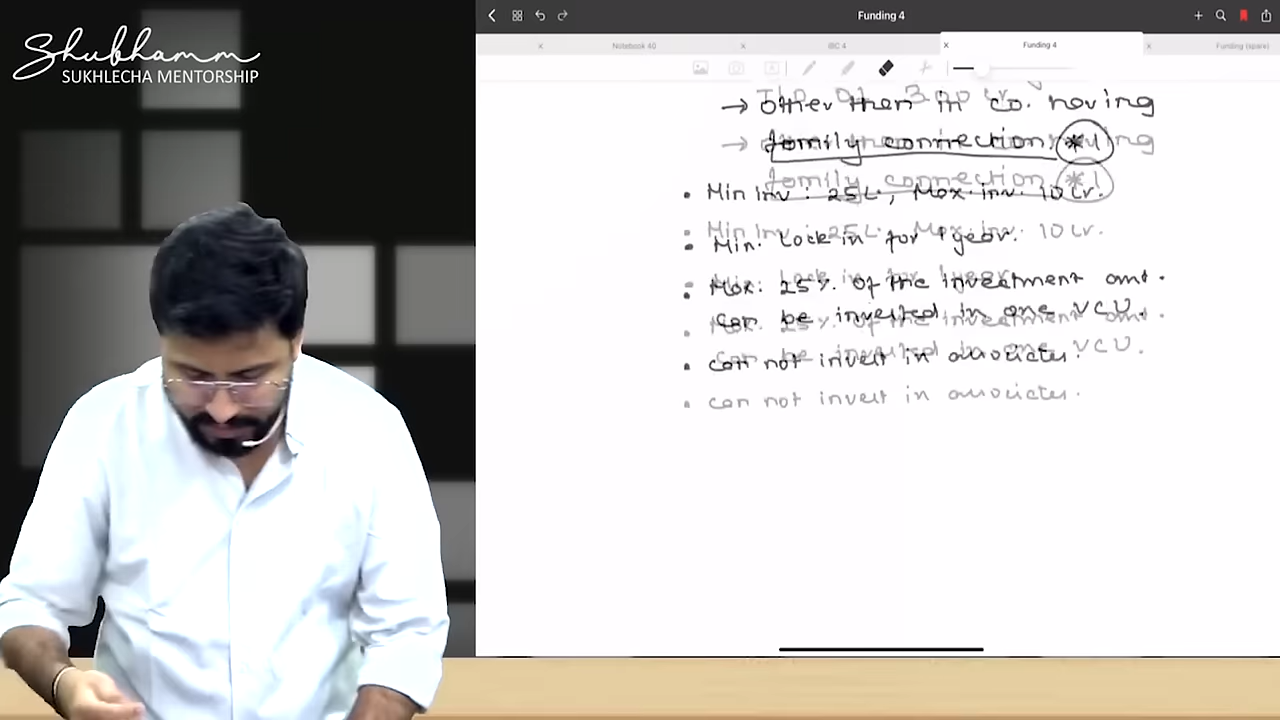 Shubhamm
SUKHLECHA MENTORSHIP
Funding 4
Notebook 40
IBC 4
Funding 4
Funding (spare)
→ other then in co. having
family connection. *1
• Min Inv : 25L, Max. inv. 10 cr.
• Min. Lock in for 1 year.
• Max. 25% of the investment amt.
can be invested in one VCU.
• can not invest in associates.